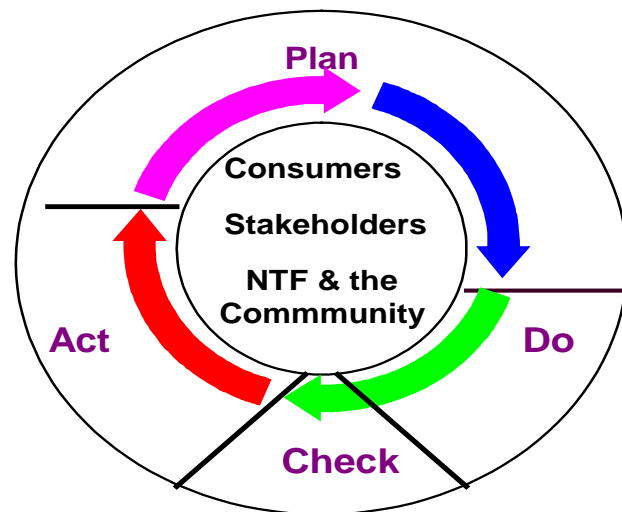 Plan
Consumers
Stakeholders
NTF & the
Commmunity
Act
Do
Check